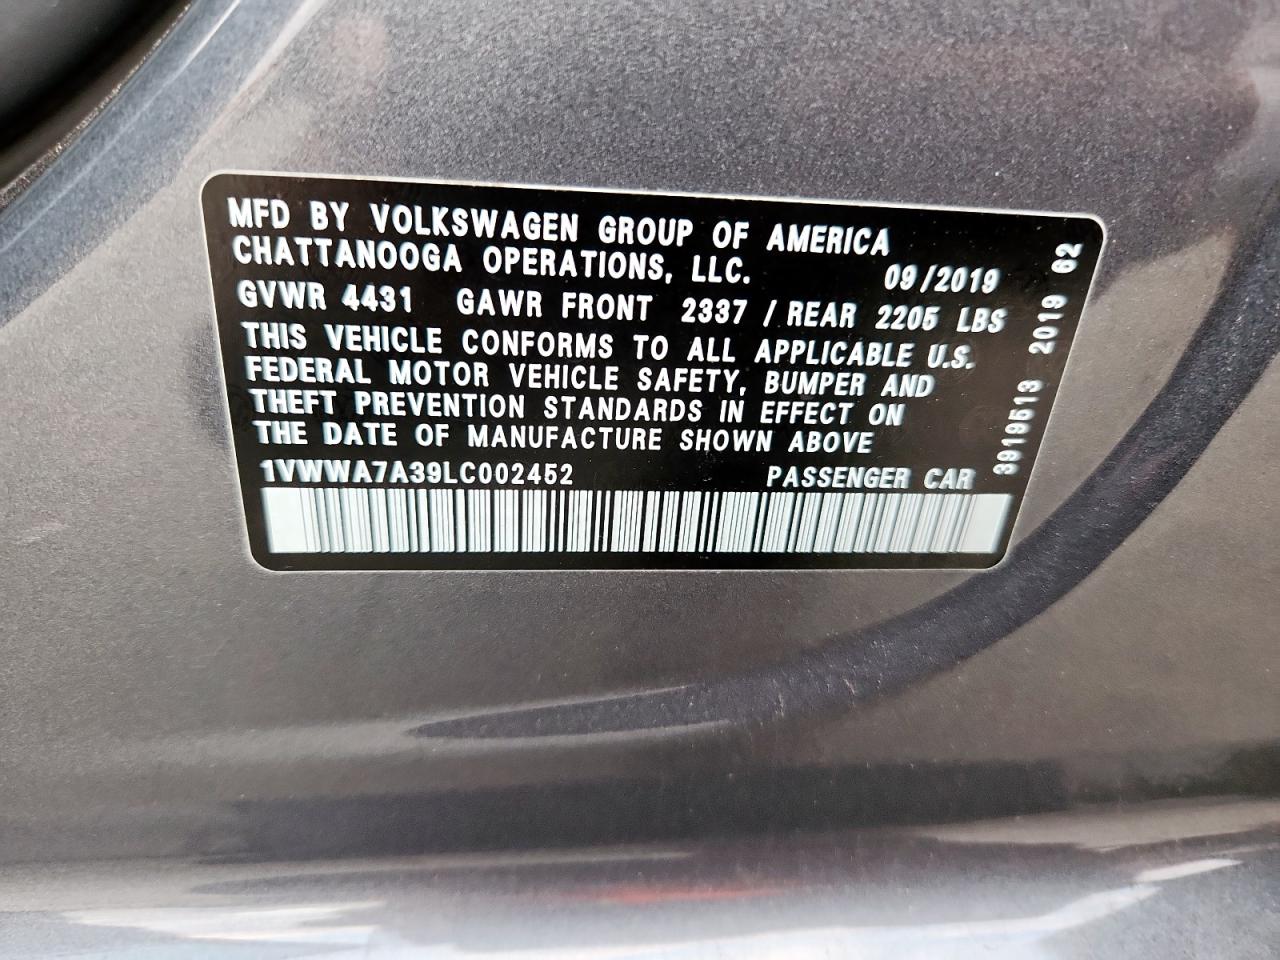 MFD BY VOLKSWAGEN GROUP OF AMERICA
CHATTANOOGA OPERATIONS, LLC. 09/2019
GVWR 4431 GAWR FRONT 2337 / REAR 2205 LBS
THIS VEHICLE CONFORMS TO ALL APPLICABLE U.S.
FEDERAL MOTOR VEHICLE SAFETY, BUMPER AND
THEFT PREVENTION STANDARDS IN EFFECT ON
THE DATE OF MANUFACTURE SHOWN ABOVE
1VWWA7A39LC002452 PASSENGER CAR
3919513 2019 62